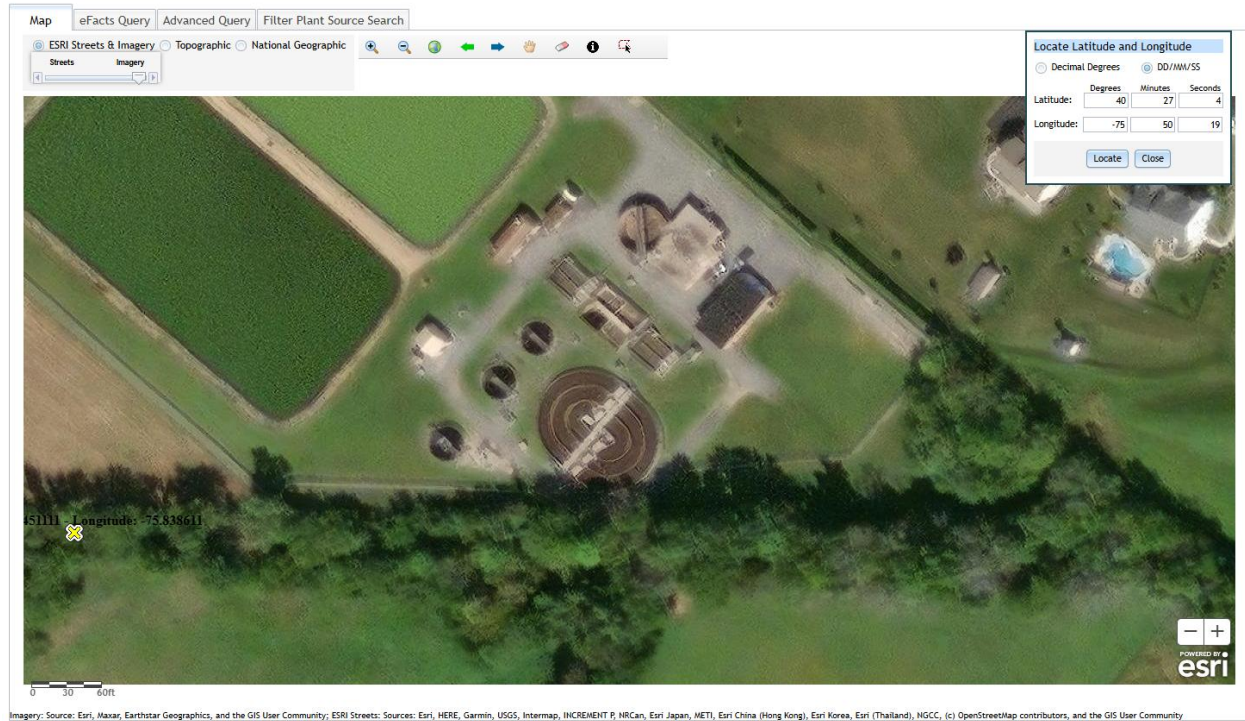 Map eFacts Query Advanced Query Filter Plant Source Search
ESRI Streets & Imagery Topographic National Geographic
Streets Imagery
Locate Latitude and Longitude
Decimal Degrees DD/MM/SS
Degrees Minutes Seconds
Latitude: 40 27 4
Longitude: -75 50 19
Locate Close
451111 - Longitude: -75.838611
0 30 60ft
POWERED BY
esri
Imagery: Source: Esri, Maxar, Earthstar Geographics, and the GIS User Community; ESRI Streets: Sources: Esri, HERE, Garmin, USGS, Intermap, INCREMENT P, NRCan, Esri Japan, METI, Esri China (Hong Kong), Esri Korea, Esri (Thailand), NGCC, (c) OpenStreetMap contributors, and the GIS User Community